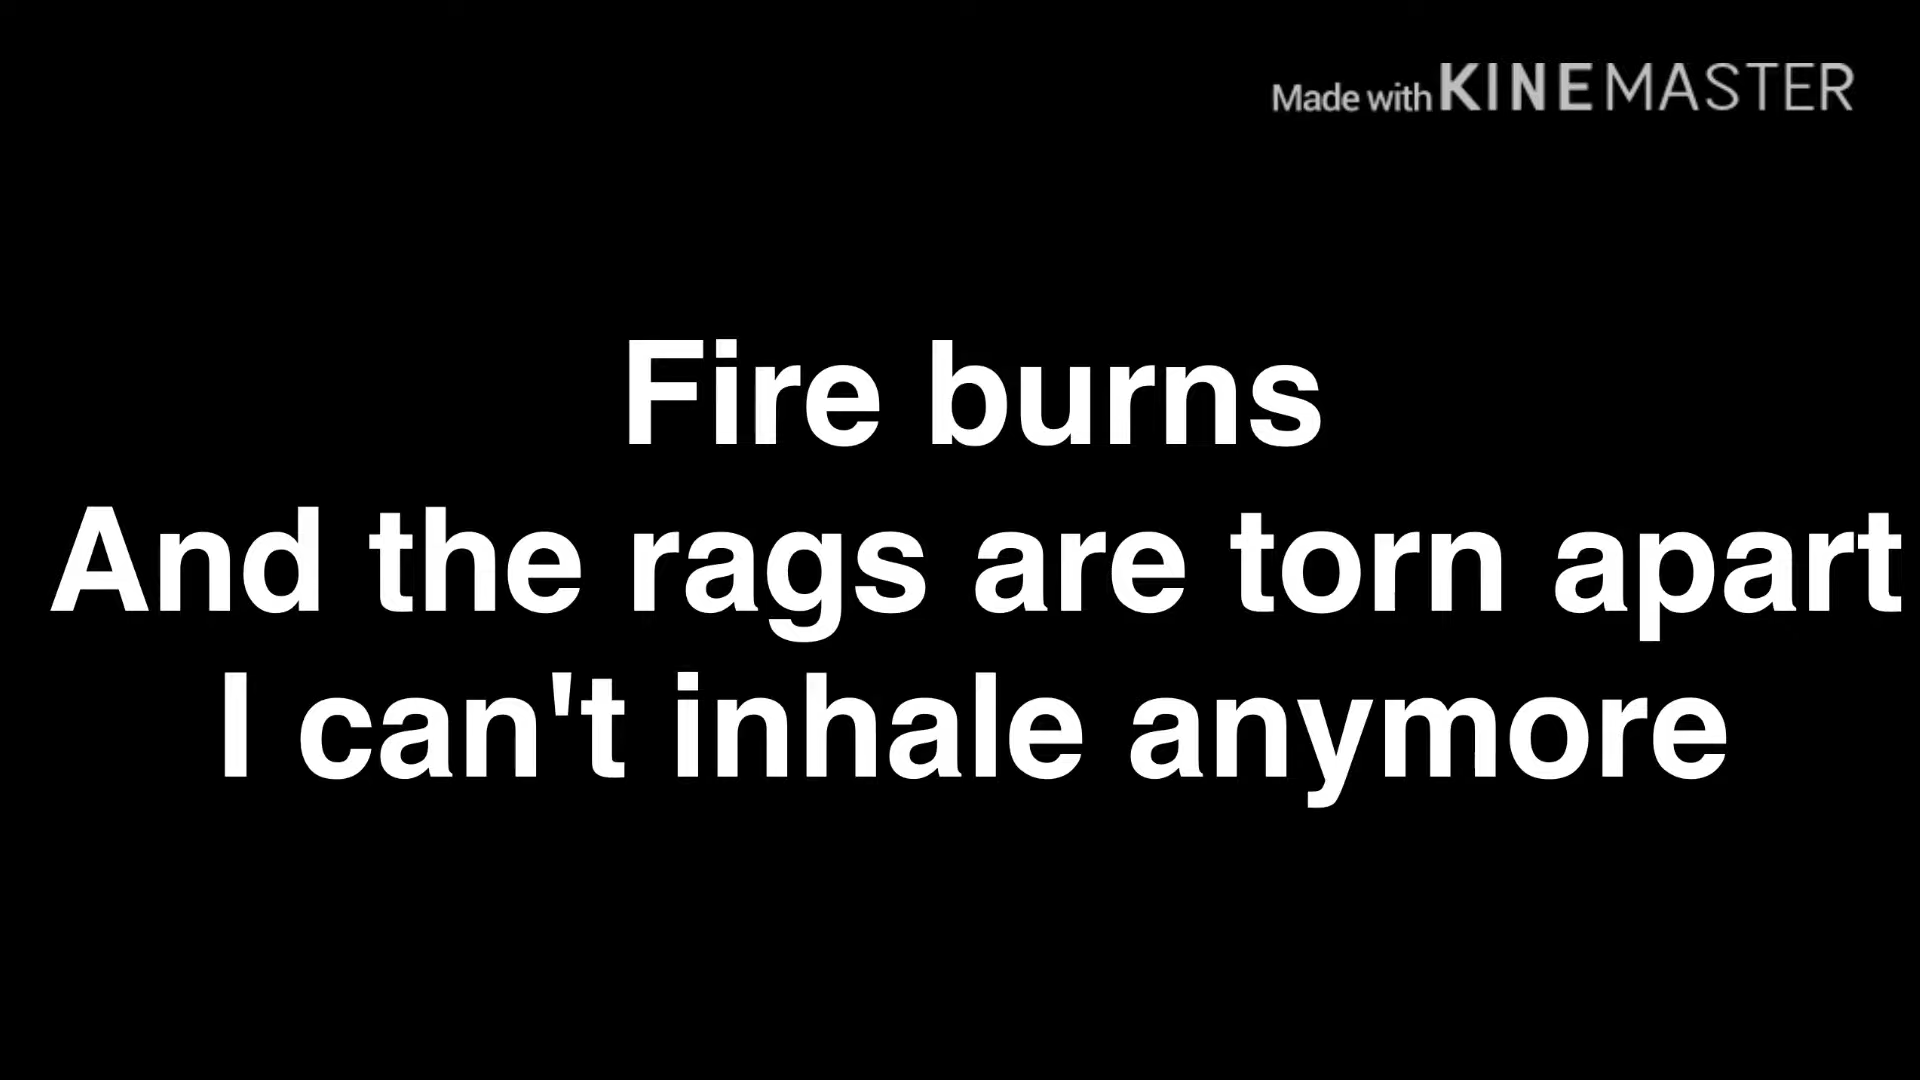 Made with KINEMASTER
Fire burns
And the rags are torn apart
I can't inhale anymore